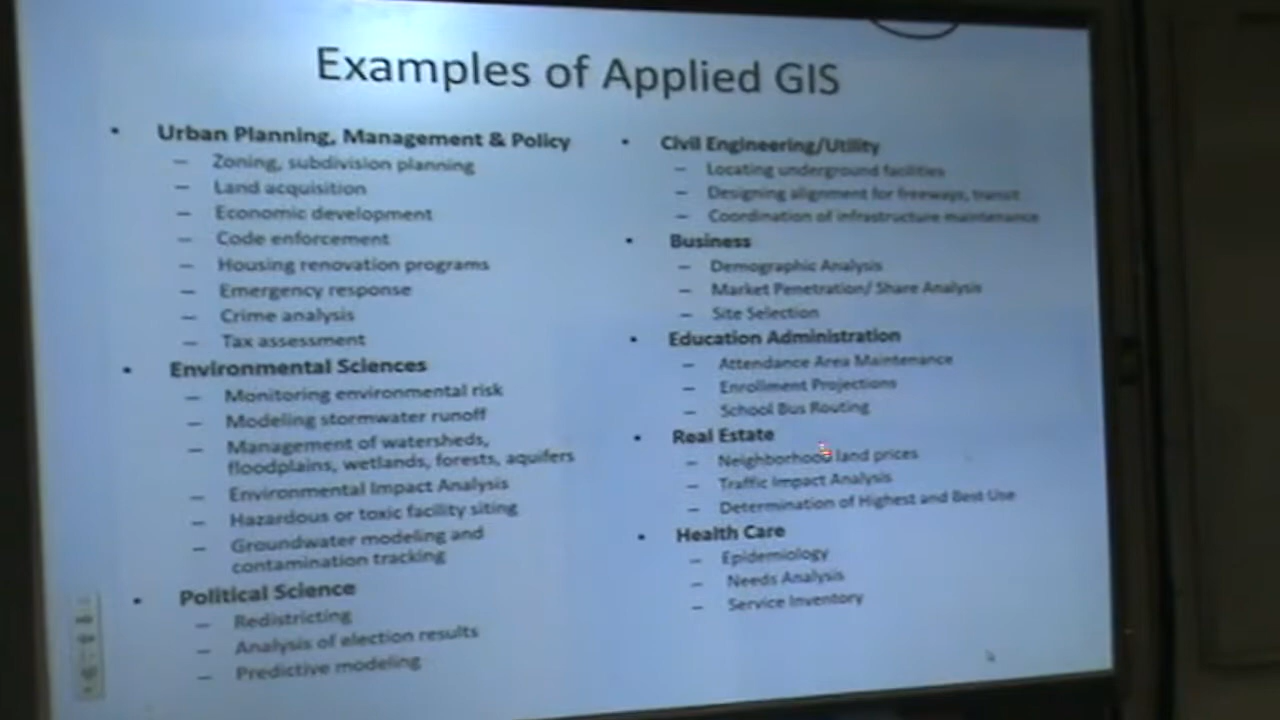 Examples of Applied GIS
• Urban Planning, Management & Policy
– Zoning, subdivision planning
– Land acquisition
– Economic development
– Code enforcement
– Housing renovation programs
– Emergency response
– Crime analysis
– Tax assessment
• Environmental Sciences
– Monitoring environmental risk
– Modeling stormwater runoff
– Management of watersheds,
floodplains, wetlands, forests, aquifers
– Environmental Impact Analysis
– Hazardous or toxic facility siting
– Groundwater modeling and
contamination tracking
• Political Science
– Redistricting
– Analysis of election results
– Predictive modeling
• Civil Engineering/Utility
– Locating underground facilities
– Designing alignment for freeways, transit
– Coordination of infrastructure maintenance
• Business
– Demographic Analysis
– Market Penetration/ Share Analysis
– Site Selection
• Education Administration
– Attendance Area Maintenance
– Enrollment Projections
– School Bus Routing
• Real Estate
– Neighborhood land prices
– Traffic Impact Analysis
– Determination of Highest and Best Use
• Health Care
– Epidemiology
– Needs Analysis
– Service Inventory